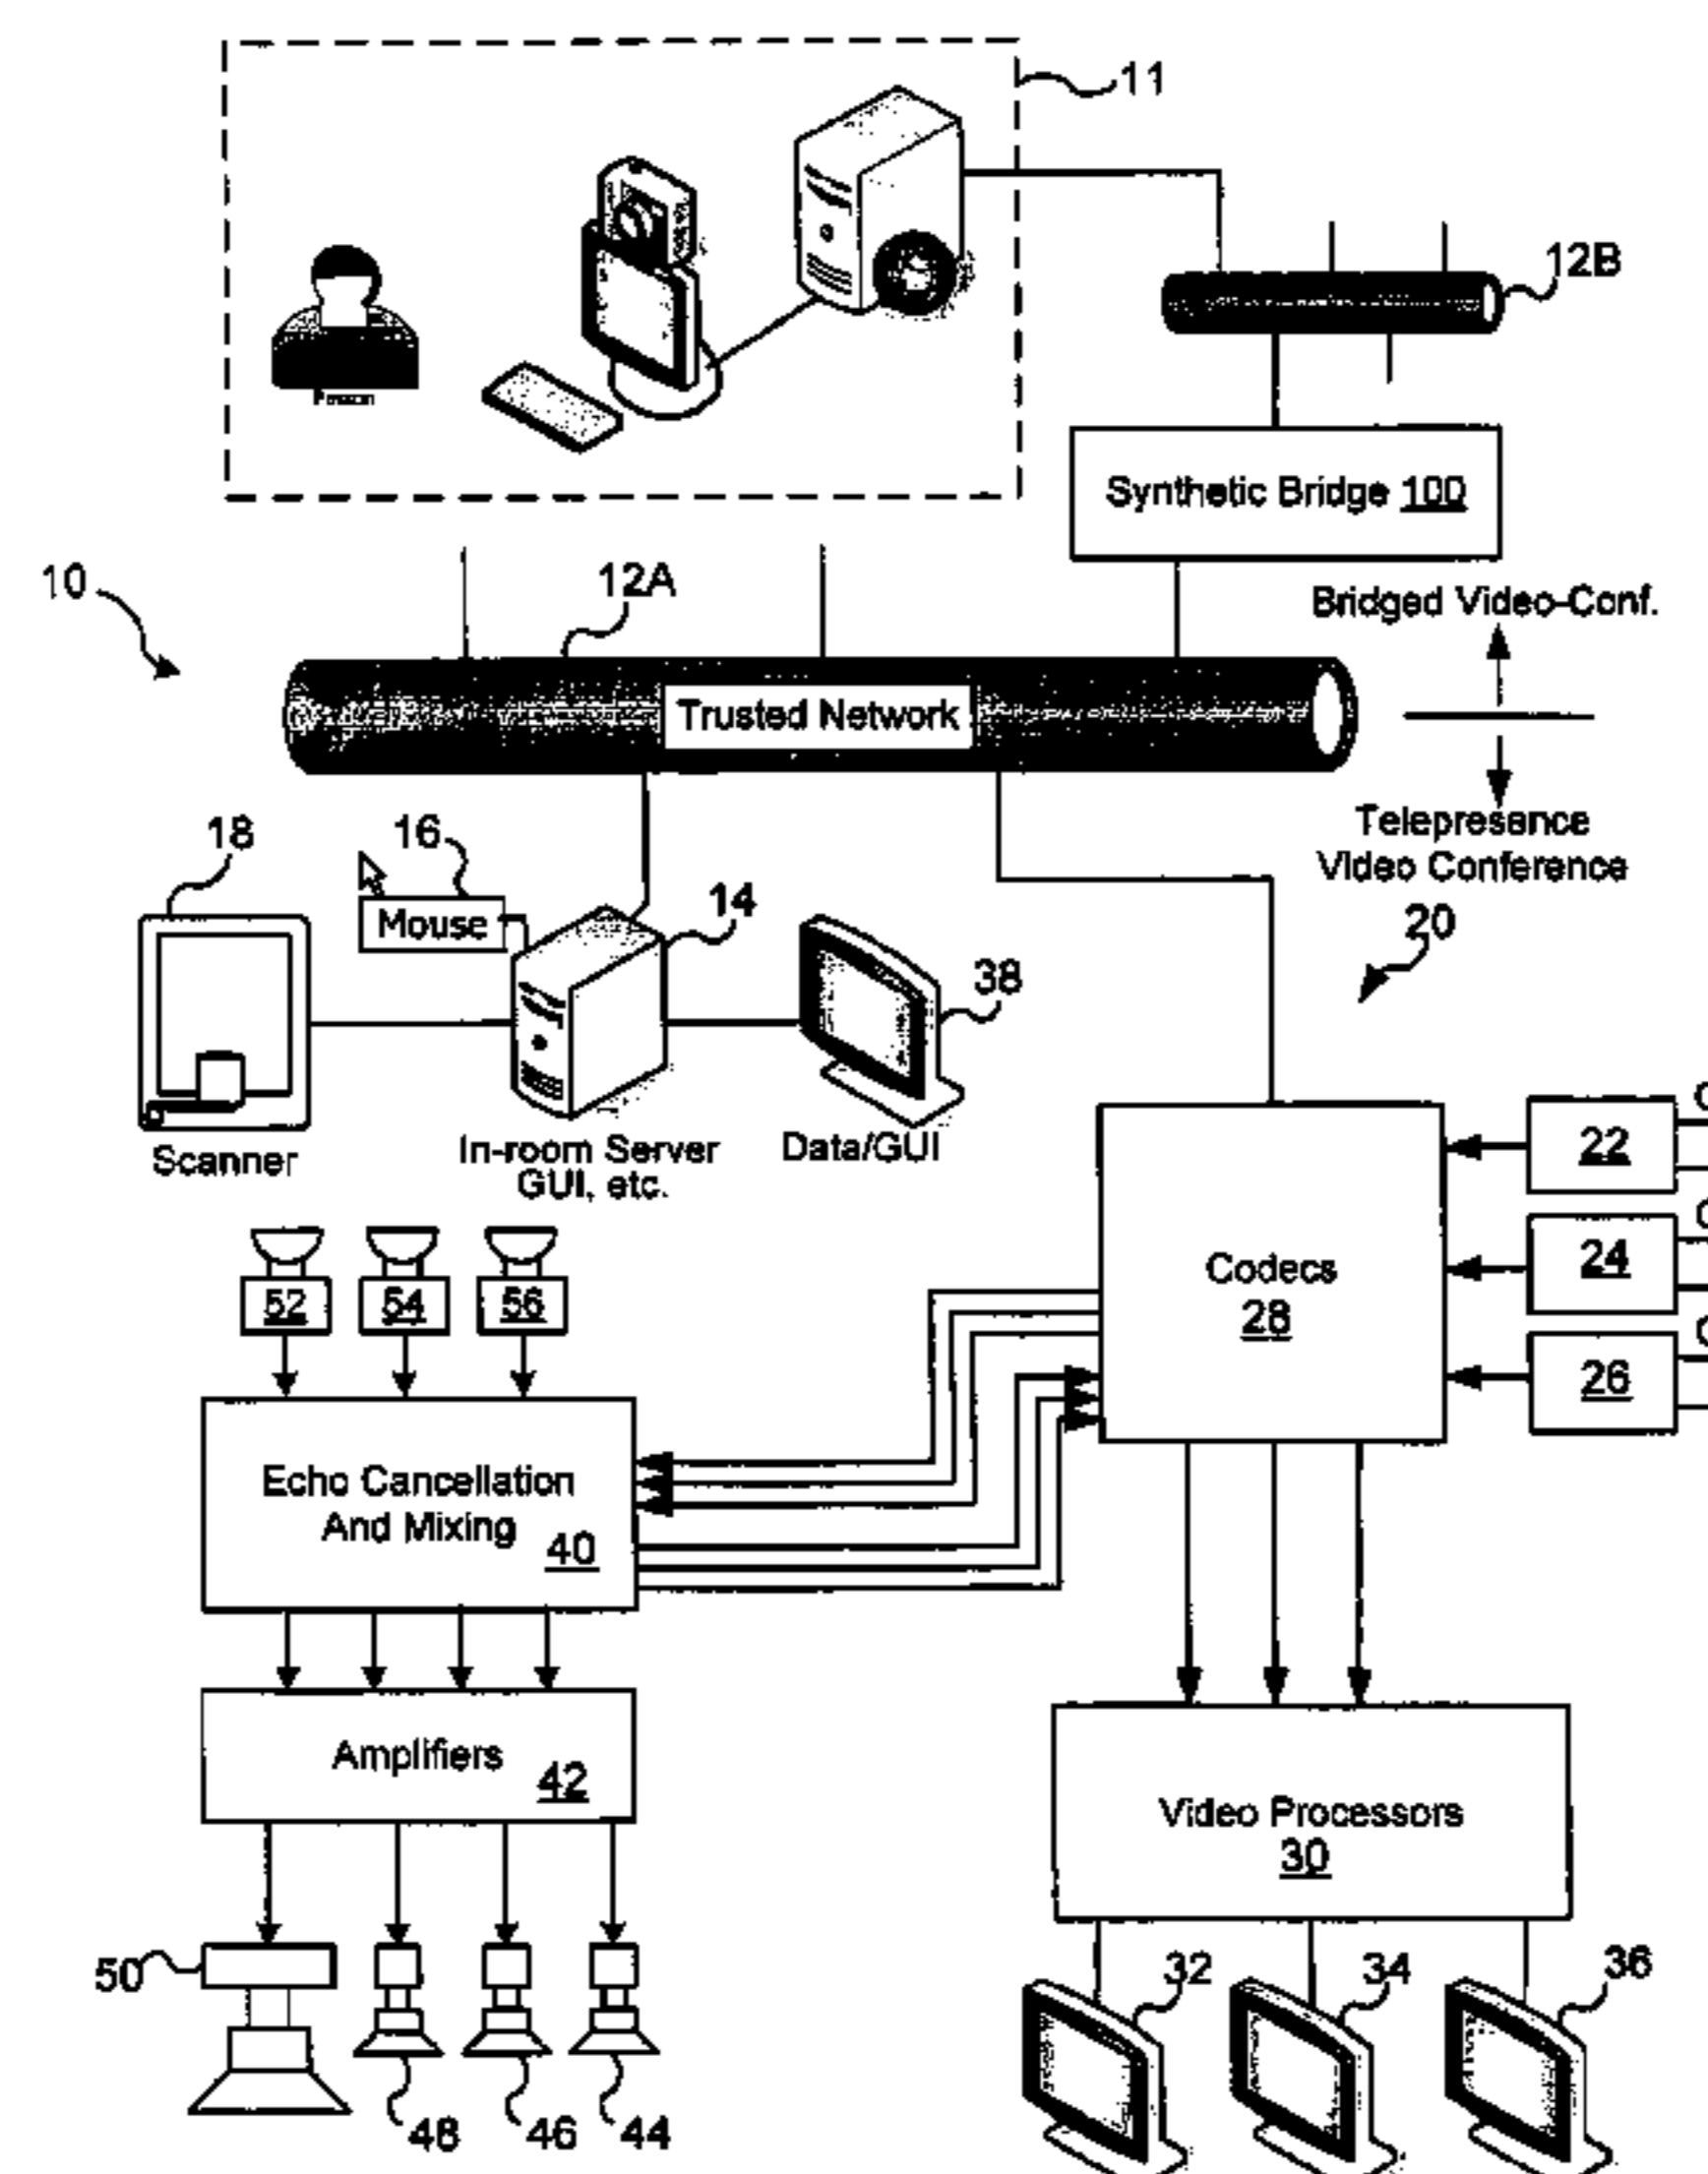 11
12B
Person
Synthetic Bridge 100
10
12A
Bridged Video-Conf.
Trusted Network
Telepresence
Video Conference
18
16
Mouse
14
20
38
Scanner
In-room Server
GUI, etc.
Data/GUI
22
24
26
Codecs
28
52
54
56
Echo Cancellation
And Mixing
40
Amplifiers
42
Video Processors
30
50
48
46
44
32
34
36